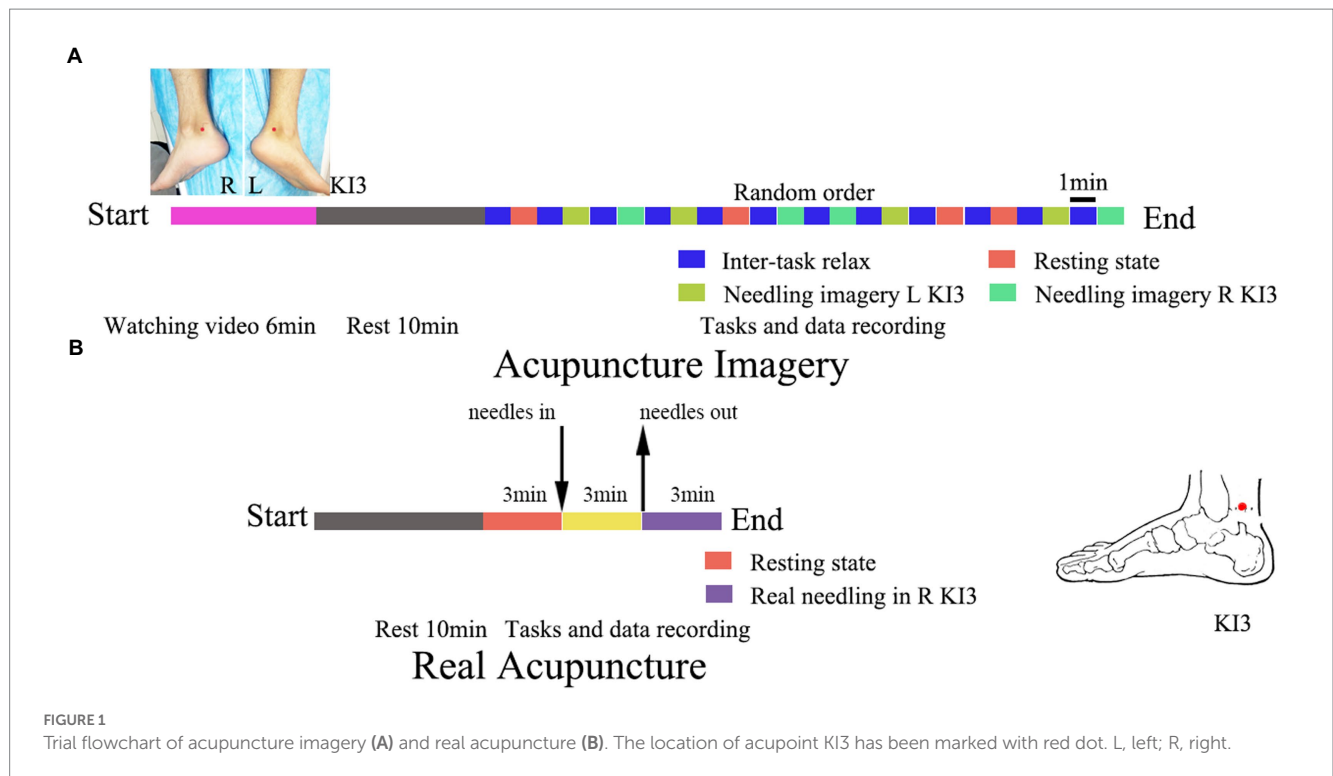 A
R L KI3
Random order
1min
Start
End
Inter-task relax
Resting state
Needling imagery L KI3
Needling imagery R KI3
Watching video 6min
Rest 10min
Tasks and data recording
Acupuncture Imagery
B
needles in
needles out
3min
3min
3min
Start
End
Resting state
Real needling in R KI3
Rest 10min
Tasks and data recording
Real Acupuncture
KI3
FIGURE 1
Trial flowchart of acupuncture imagery (A) and real acupuncture (B). The location of acupoint KI3 has been marked with red dot. L, left; R, right.